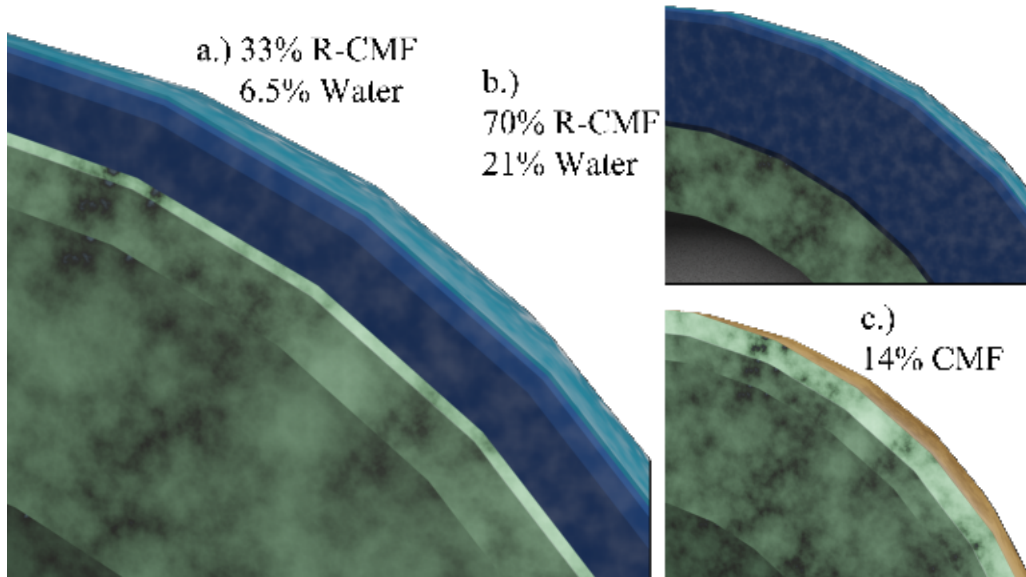 a.) 33% R-CMF
6.5% Water
b.)
70% R-CMF
21% Water
c.)
14% CMF